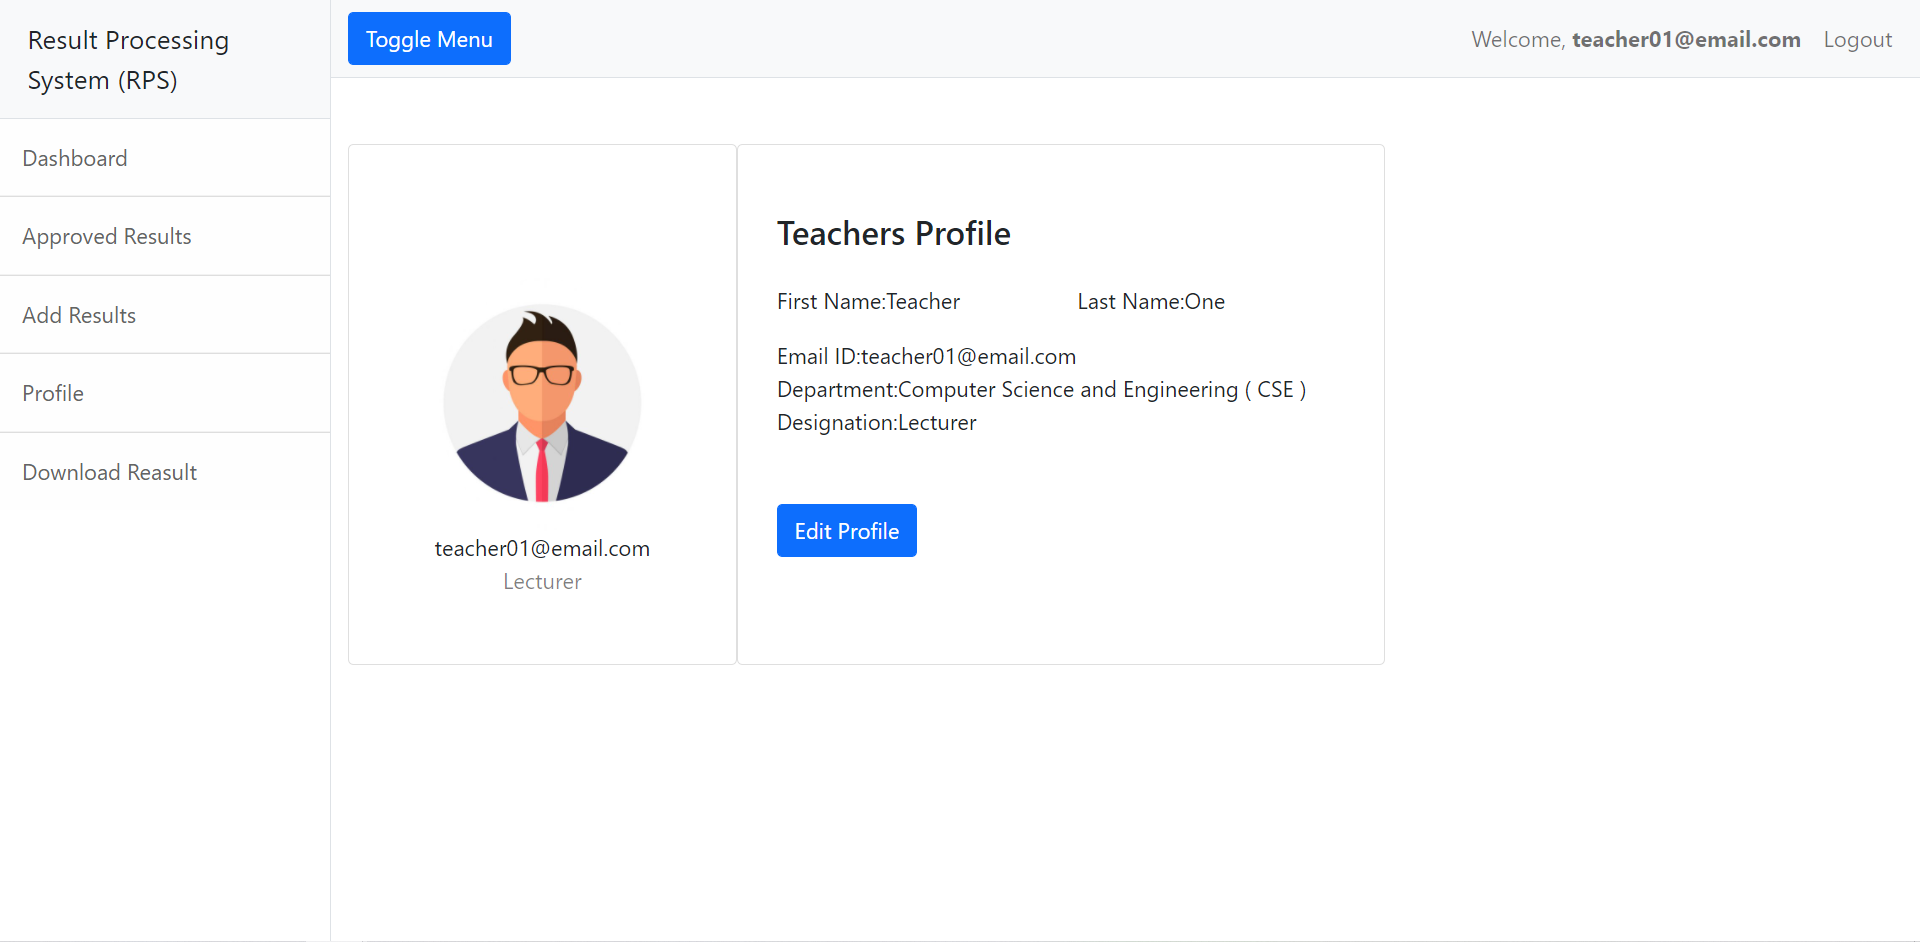 Result Processing
System (RPS)
Toggle Menu
Welcome, teacher01@email.com Logout
Dashboard
Approved Results
Add Results
Profile
Download Reasult
teacher01@email.com
Lecturer
Teachers Profile
First Name:Teacher Last Name:One
Email ID:teacher01@email.com
Department:Computer Science and Engineering ( CSE )
Designation:Lecturer
Edit Profile